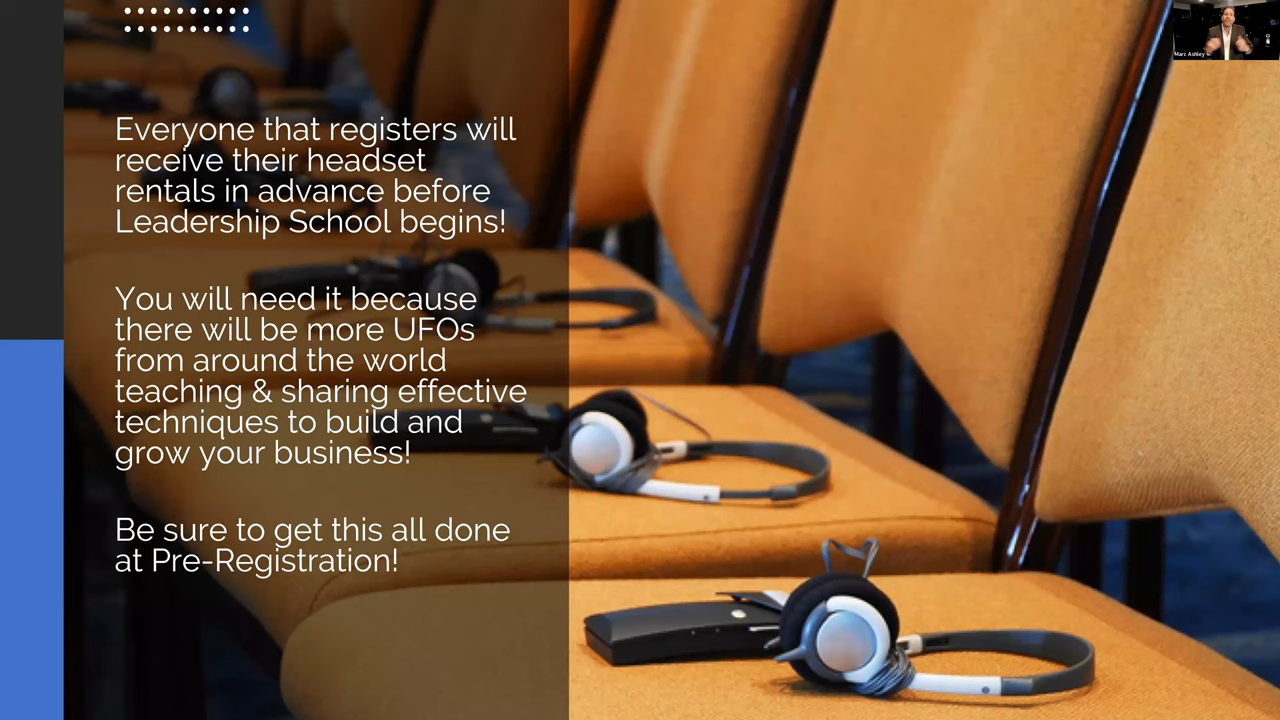 Marc Ashley
Everyone that registers will
receive their headset
rentals in advance before
Leadership School begins!
You will need it because
there will be more UFOs
from around the world
teaching & sharing effective
techniques to build and
grow your business!
Be sure to get this all done
at Pre-Registration!